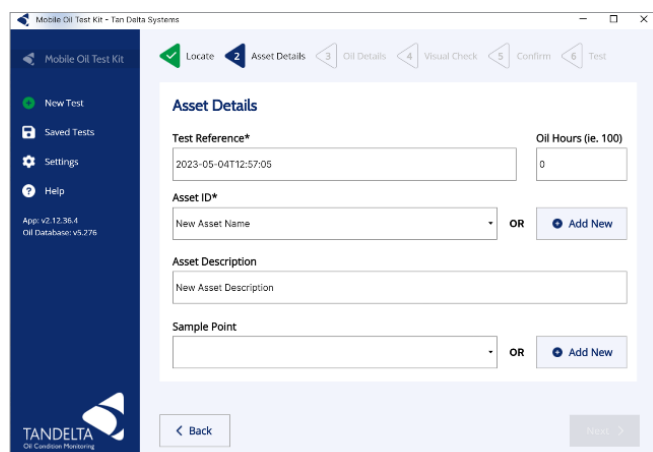 Mobile Oil Test Kit - Tan Delta Systems
Mobile Oil Test Kit
New Test
Saved Tests
Settings
Help
App: v2.12.36.4
Oil Database: v5.276
TANDELTA
Oil Condition Monitoring
Locate 2 Asset Details 3 Oil Details 4 Visual Check 5 Confirm 6 Test
Asset Details
Test Reference* Oil Hours (ie. 100)
2023-05-04T12:57:05 0
Asset ID*
New Asset Name OR Add New
Asset Description
New Asset Description
Sample Point
OR Add New
Back Next